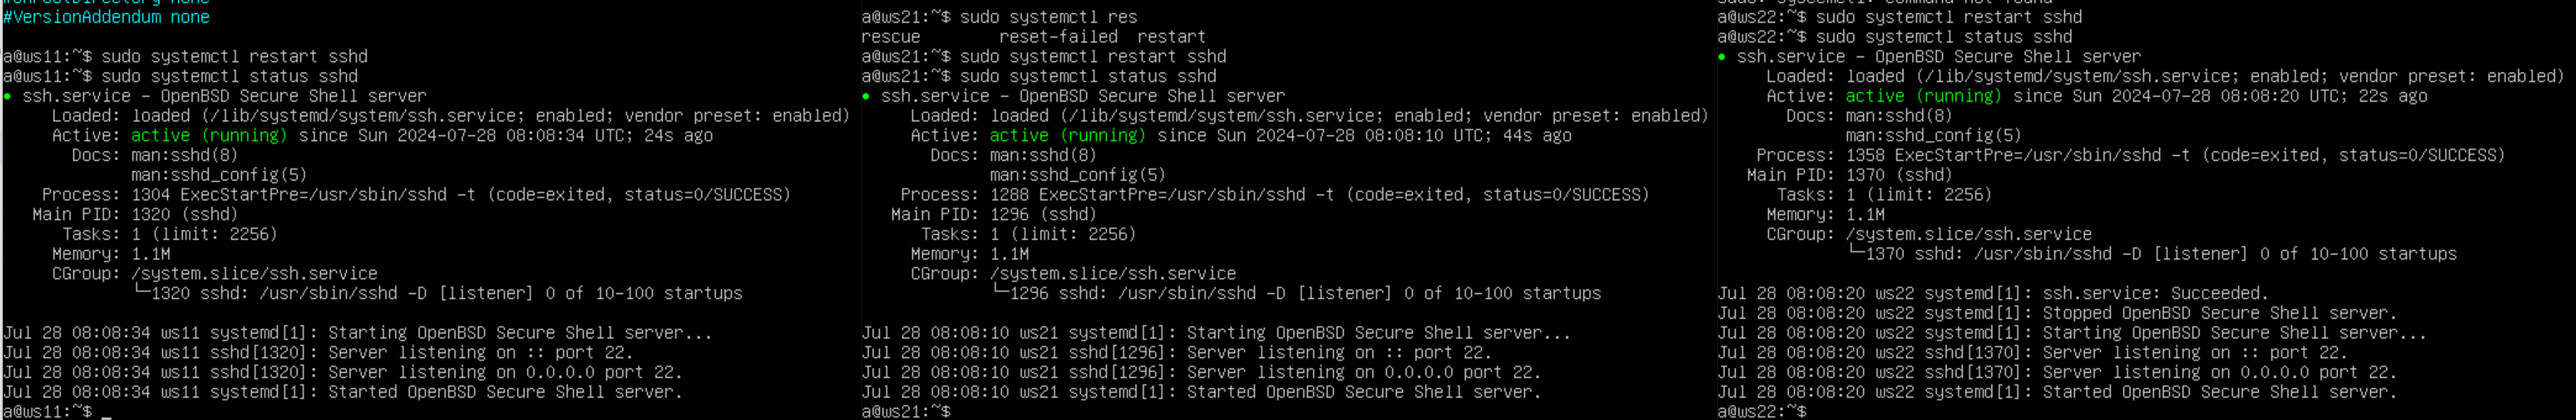 #VersionAddendum none
a@ws11:~$ sudo systemctl restart sshd
a@ws11:~$ sudo systemctl status sshd
● ssh.service – OpenBSD Secure Shell server
Loaded: loaded (/lib/systemd/system/ssh.service; enabled; vendor preset: enabled)
Active: active (running) since Sun 2024-07-28 08:08:34 UTC; 24s ago
Docs: man:sshd(8)
man:sshd_config(5)
Process: 1304 ExecStartPre=/usr/sbin/sshd -t (code=exited, status=0/SUCCESS)
Main PID: 1320 (sshd)
Tasks: 1 (limit: 2256)
Memory: 1.1M
CGroup: /system.slice/ssh.service
└─1320 sshd: /usr/sbin/sshd -D [listener] 0 of 10-100 startups
Jul 28 08:08:34 ws11 systemd[1]: Starting OpenBSD Secure Shell server...
Jul 28 08:08:34 ws11 sshd[1320]: Server listening on :: port 22.
Jul 28 08:08:34 ws11 sshd[1320]: Server listening on 0.0.0.0 port 22.
Jul 28 08:08:34 ws11 systemd[1]: Started OpenBSD Secure Shell server.
a@ws11:~$ _
a@ws21:~$ sudo systemctl res
rescue reset-failed restart
a@ws21:~$ sudo systemctl restart sshd
a@ws21:~$ sudo systemctl status sshd
● ssh.service – OpenBSD Secure Shell server
Loaded: loaded (/lib/systemd/system/ssh.service; enabled; vendor preset: enabled)
Active: active (running) since Sun 2024-07-28 08:08:10 UTC; 44s ago
Docs: man:sshd(8)
man:sshd_config(5)
Process: 1288 ExecStartPre=/usr/sbin/sshd -t (code=exited, status=0/SUCCESS)
Main PID: 1296 (sshd)
Tasks: 1 (limit: 2256)
Memory: 1.1M
CGroup: /system.slice/ssh.service
└─1296 sshd: /usr/sbin/sshd -D [listener] 0 of 10-100 startups
Jul 28 08:08:10 ws21 systemd[1]: Starting OpenBSD Secure Shell server...
Jul 28 08:08:10 ws21 sshd[1296]: Server listening on :: port 22.
Jul 28 08:08:10 ws21 sshd[1296]: Server listening on 0.0.0.0 port 22.
Jul 28 08:08:10 ws21 systemd[1]: Started OpenBSD Secure Shell server.
a@ws21:~$
a@ws22:~$ sudo systemctl restart sshd
a@ws22:~$ sudo systemctl status sshd
● ssh.service – OpenBSD Secure Shell server
Loaded: loaded (/lib/systemd/system/ssh.service; enabled; vendor preset: enabled)
Active: active (running) since Sun 2024-07-28 08:08:20 UTC; 22s ago
Docs: man:sshd(8)
man:sshd_config(5)
Process: 1358 ExecStartPre=/usr/sbin/sshd -t (code=exited, status=0/SUCCESS)
Main PID: 1370 (sshd)
Tasks: 1 (limit: 2256)
Memory: 1.1M
CGroup: /system.slice/ssh.service
└─1370 sshd: /usr/sbin/sshd -D [listener] 0 of 10-100 startups
Jul 28 08:08:20 ws22 systemd[1]: ssh.service: Succeeded.
Jul 28 08:08:20 ws22 systemd[1]: Stopped OpenBSD Secure Shell server.
Jul 28 08:08:20 ws22 systemd[1]: Starting OpenBSD Secure Shell server...
Jul 28 08:08:20 ws22 sshd[1370]: Server listening on :: port 22.
Jul 28 08:08:20 ws22 sshd[1370]: Server listening on 0.0.0.0 port 22.
Jul 28 08:08:20 ws22 systemd[1]: Started OpenBSD Secure Shell server.
a@ws22:~$